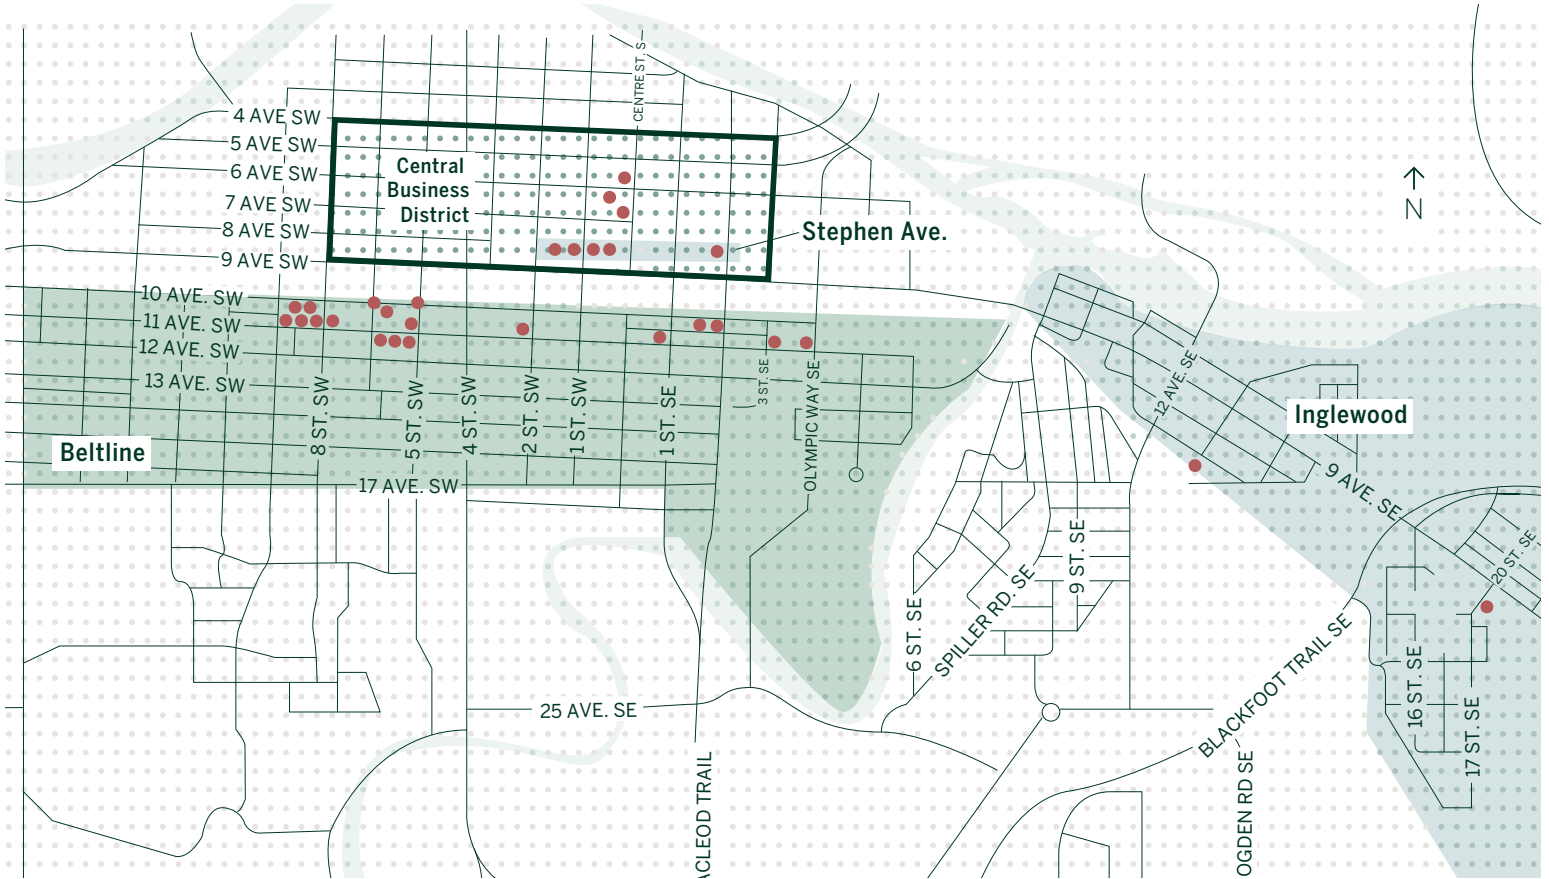 CENTRE ST. S
4 AVE SW
5 AVE SW
6 AVE SW
7 AVE SW
8 AVE SW
9 AVE SW
Central
Business
District
Stephen Ave.
N
10 AVE. SW
11 AVE. SW
12 AVE. SW
13 AVE. SW
8 ST. SW
5 ST. SW
4 ST. SW
2 ST. SW
1 ST. SW
1 ST. SE
3 ST. SE
OLYMPIC WAY SE
12 AVE. SE
Inglewood
Beltline
17 AVE. SW
9 AVE. SE
20 ST. SE
9 ST. SE
6 ST. SE
SPILLER RD. SE
BLACKFOOT TRAIL SE
16 ST. SE
17 ST. SE
25 AVE. SE
ACLEOD TRAIL
OGDEN RD SE